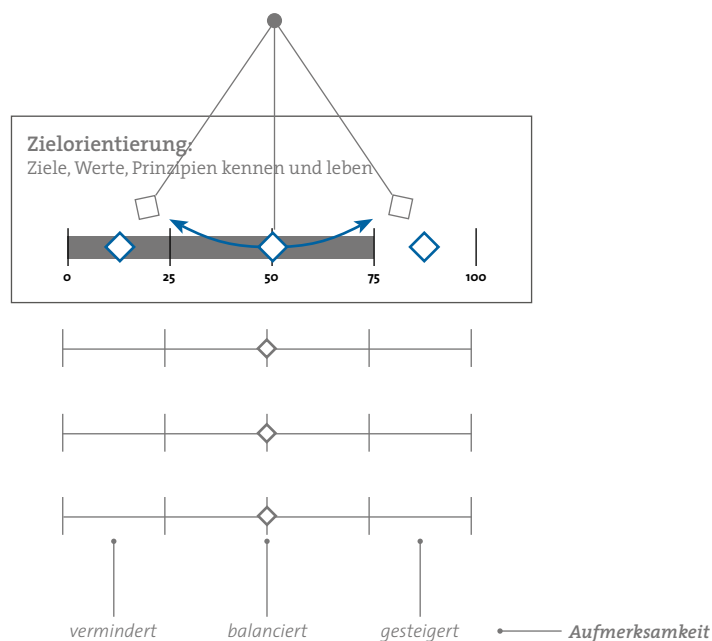 Zielorientierung:
Ziele, Werte, Prinzipien kennen und leben
0 25 50 75 100
vermindert balanciert gesteigert Aufmerksamkeit